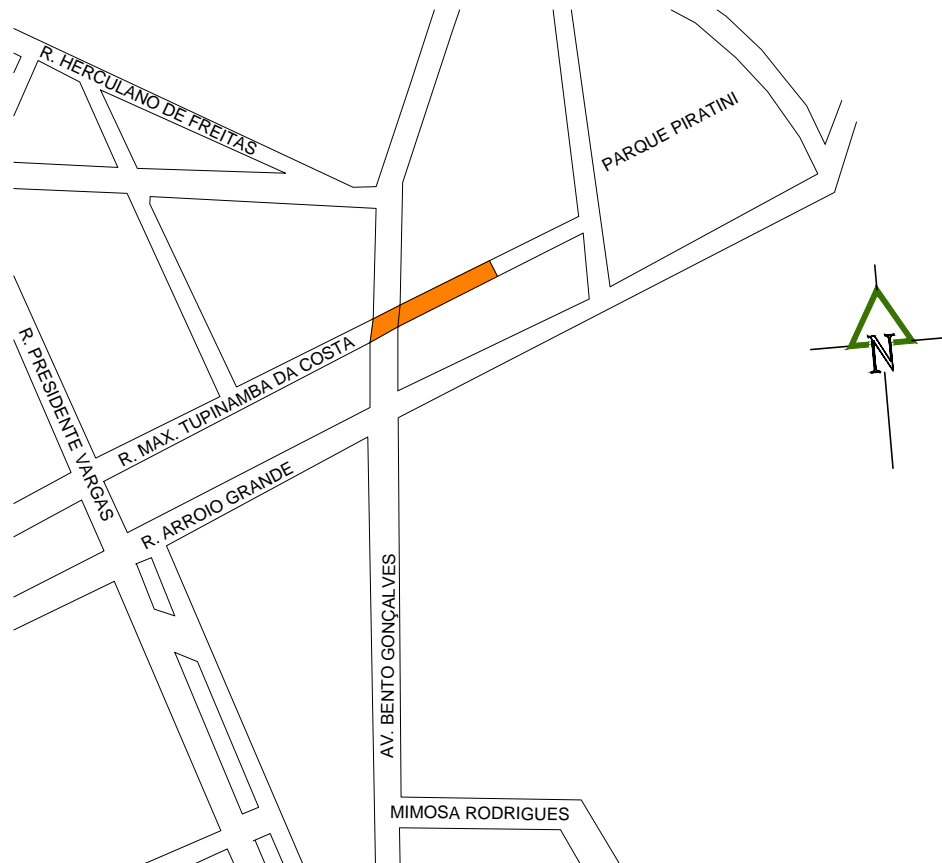 R. HERCULANO DE FREITAS
PARQUE PIRATINI
R. PRESIDENTE VARGAS
R. MAX. TUPINAMBA DA COSTA
N
R. ARROIO GRANDE
AV. BENTO GONÇALVES
MIMOSA RODRIGUES